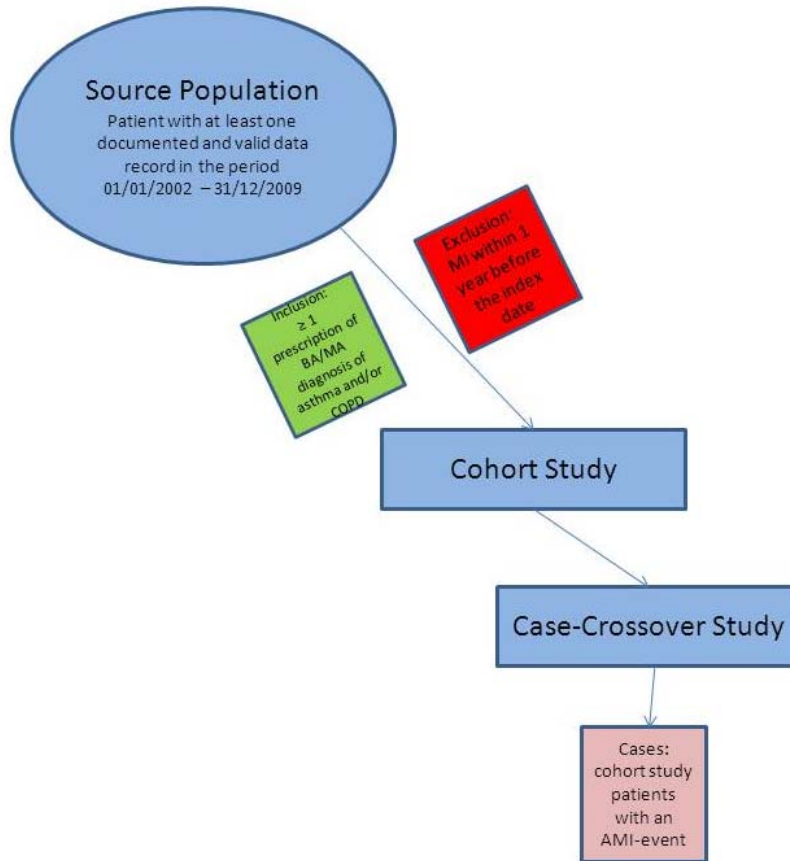 Source Population
Patient with at least one
documented and valid data
record in the period
01/01/2002 – 31/12/2009
Exclusion:
MI within 1
year before
the index
date
Inclusion:
≥ 1
prescription of
BA/MA
diagnosis of
asthma and/or
COPD
Cohort Study
Case-Crossover Study
Cases:
cohort study
patients
with an
AMI-event